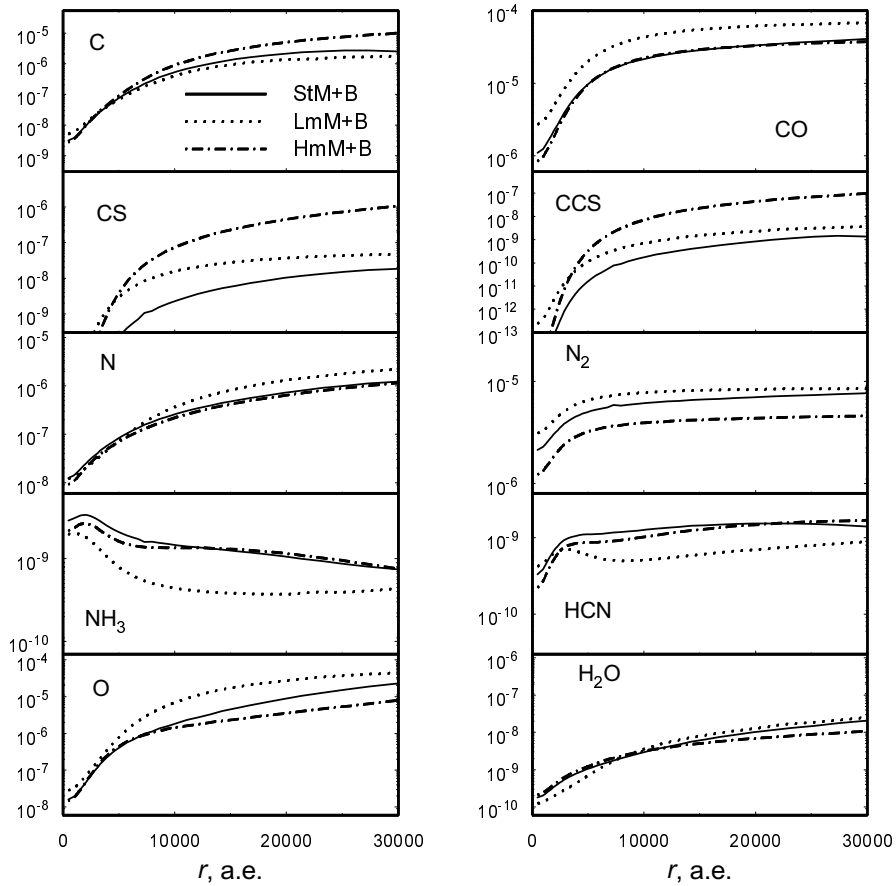 C
10⁻⁵
10⁻⁶
10⁻⁷
10⁻⁸
10⁻⁹
StM+B
LmM+B
HmM+B
CO
10⁻⁴
10⁻⁵
10⁻⁶
CS
10⁻⁶
10⁻⁷
10⁻⁸
10⁻⁹
CCS
10⁻⁷
10⁻⁸
10⁻⁹
10⁻¹⁰
10⁻¹¹
10⁻¹²
10⁻¹³
N
10⁻⁵
10⁻⁶
10⁻⁷
10⁻⁸
N₂
10⁻⁵
10⁻⁶
NH₃
10⁻⁹
10⁻¹⁰
HCN
10⁻⁹
10⁻¹⁰
O
10⁻⁴
10⁻⁵
10⁻⁶
10⁻⁷
10⁻⁸
0 10000 20000 30000
r, a.e.
H₂O
10⁻⁶
10⁻⁷
10⁻⁸
10⁻⁹
10⁻¹⁰
0 10000 20000 30000
r, a.e.